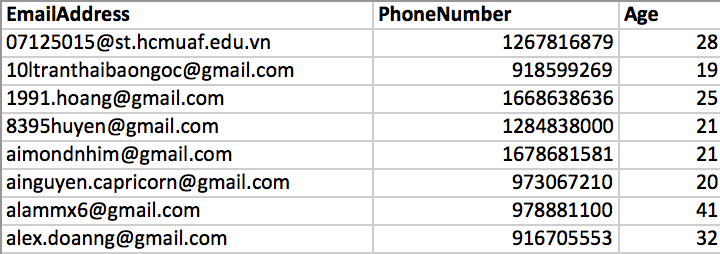 EmailAddress PhoneNumber Age
07125015@st.hcmuaf.edu.vn 1267816879 28
10ltranthaibaongoc@gmail.com 918599269 19
1991.hoang@gmail.com 1668638636 25
8395huyen@gmail.com 1284838000 21
aimondnhim@gmail.com 1678681581 21
ainguyen.capricorn@gmail.com 973067210 20
alammx6@gmail.com 978881100 41
alex.doanng@gmail.com 916705553 32